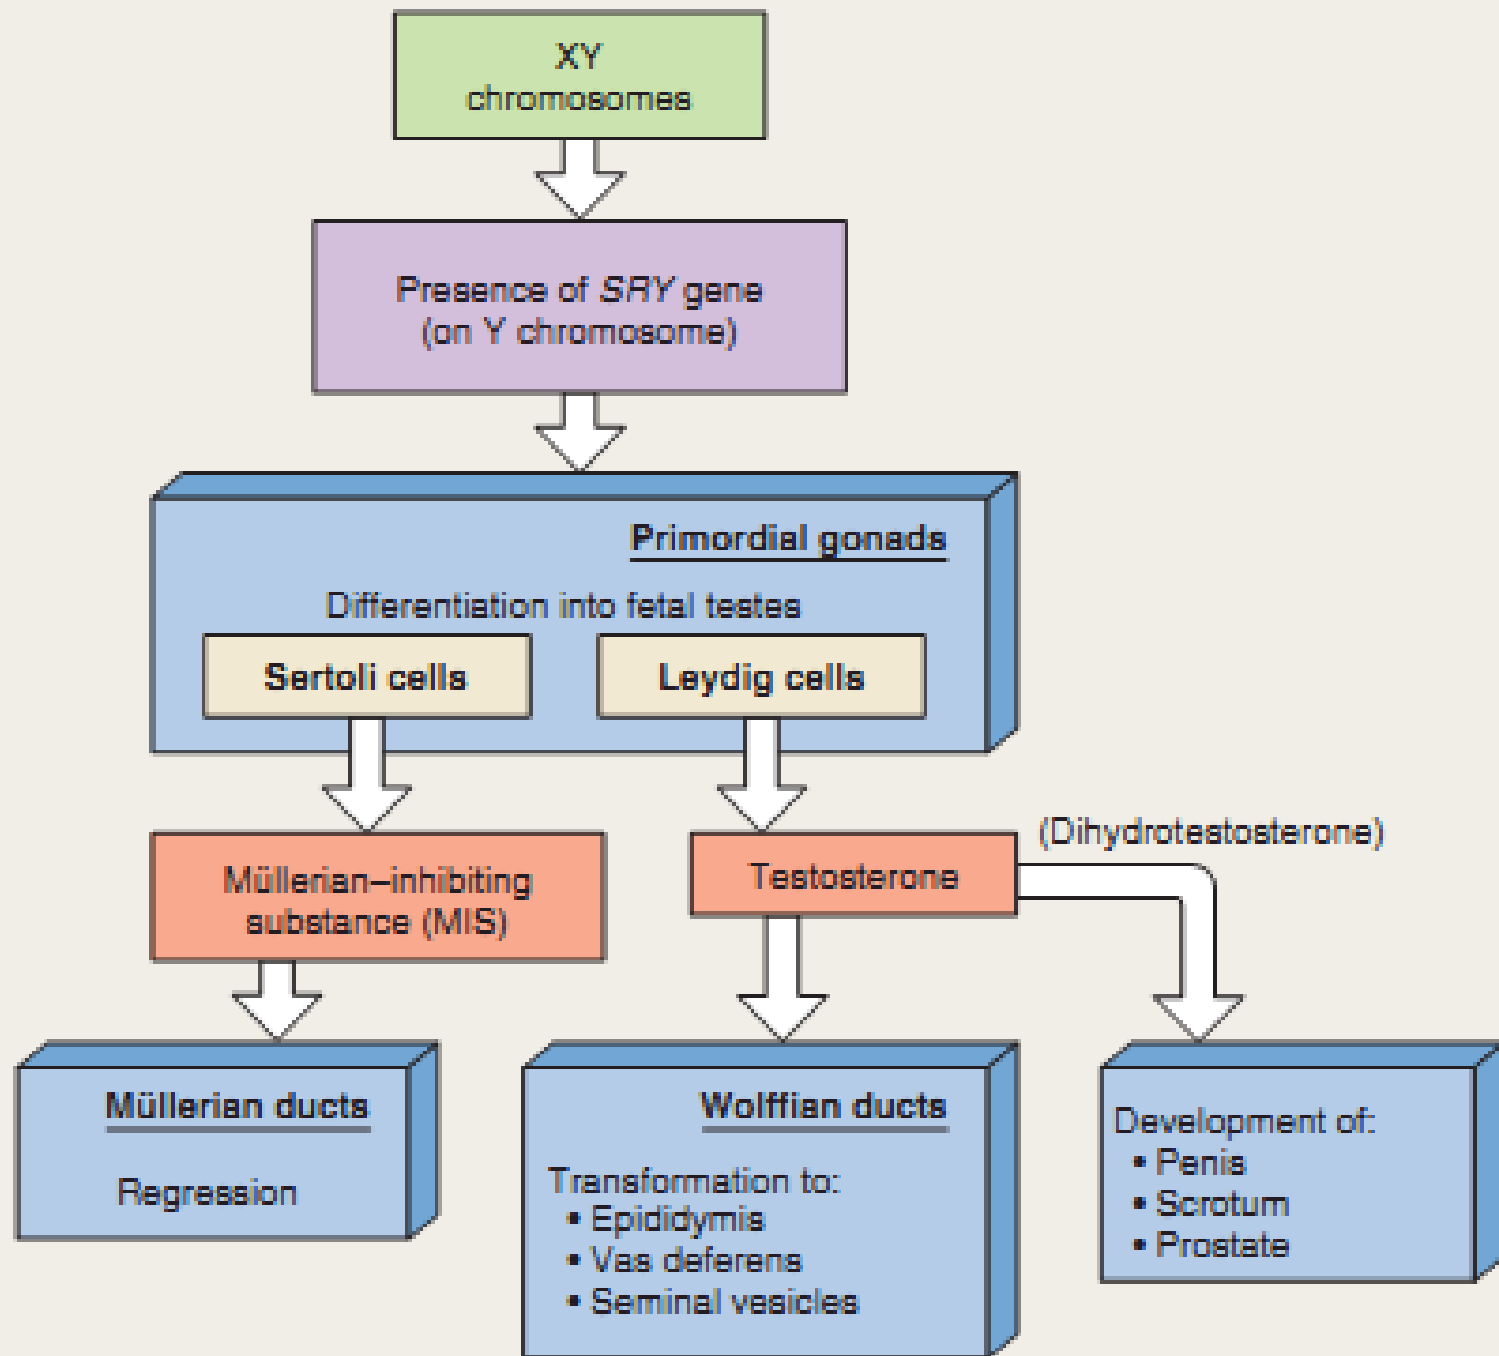 XY
chromosomes
Presence of SRY gene
(on Y chromosome)
Primordial gonads
Differentiation into fetal testes
Sertoli cells
Leydig cells
Müllerian–inhibiting
substance (MIS)
Testosterone
(Dihydrotestosterone)
Müllerian ducts
Regression
Wolffian ducts
Transformation to:
• Epididymis
• Vas deferens
• Seminal vesicles
Development of:
• Penis
• Scrotum
• Prostate